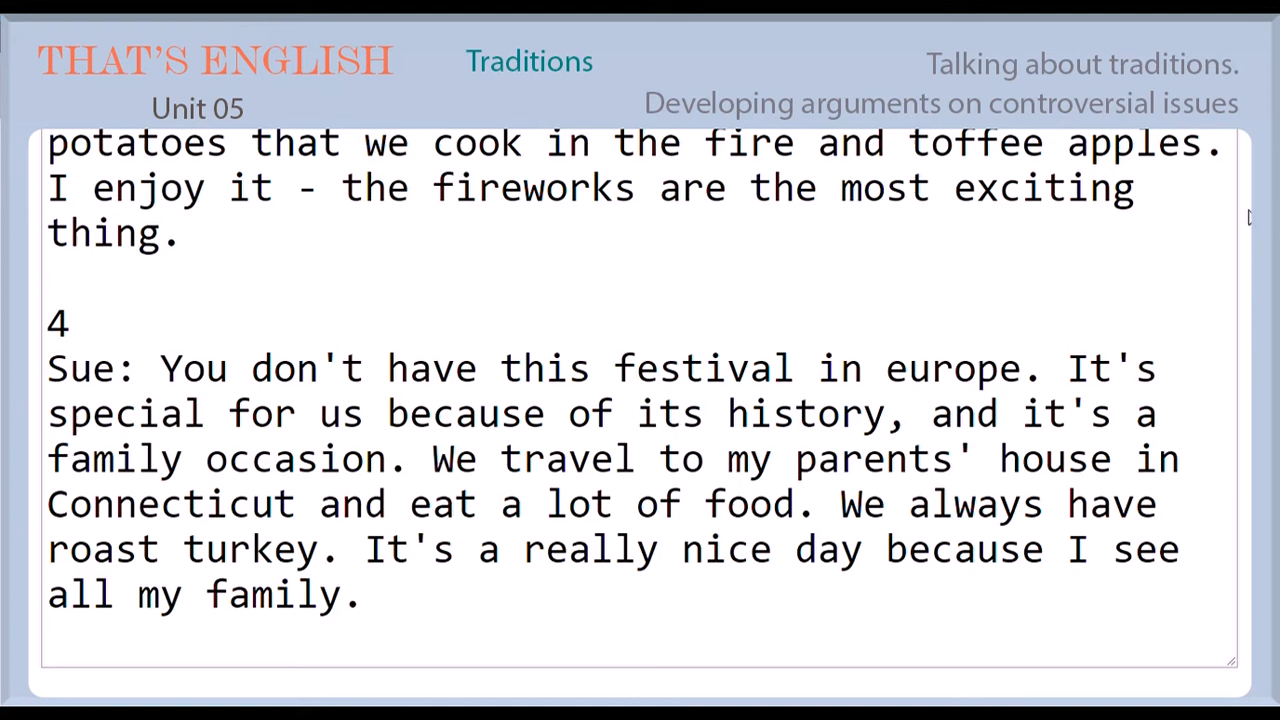 THAT'S ENGLISH
Traditions
Talking about traditions.
Unit 05
Developing arguments on controversial issues
potatoes that we cook in the fire and toffee apples.
I enjoy it - the fireworks are the most exciting
thing.
4
Sue: You don't have this festival in europe. It's
special for us because of its history, and it's a
family occasion. We travel to my parents' house in
Connecticut and eat a lot of food. We always have
roast turkey. It's a really nice day because I see
all my family.